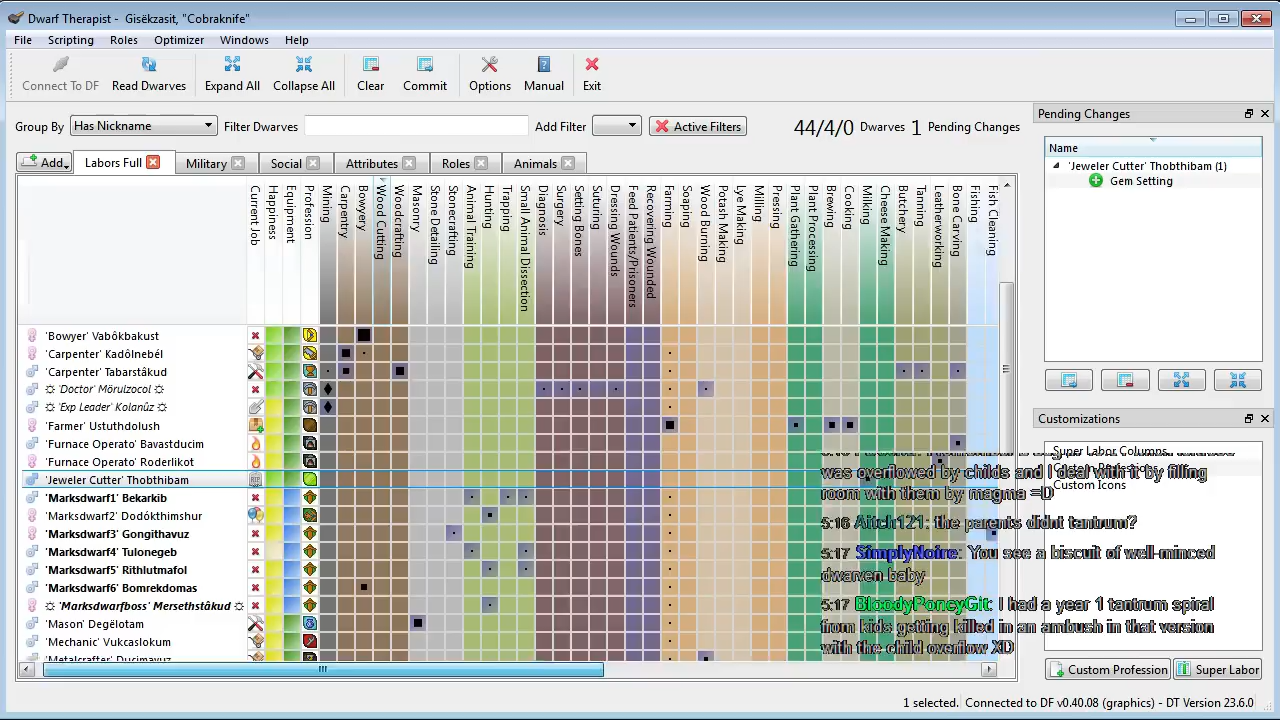 Dwarf Therapist - Gisëkzasit, "Cobraknife"
File Scripting Roles Optimizer Windows Help
Connect To DF Read Dwarves Expand All Collapse All Clear Commit Options Manual Exit
Group By Has Nickname Filter Dwarves Add Filter Active Filters 44/4/0 Dwarves 1 Pending Changes
Add... Labors Full Military Social Attributes Roles Animals
Current Job
Happiness
Equipment
Profession
Mining
Carpentry
Bowyery
Wood Cutting
Woodcrafting
Masonry
Stone Detailing
Stonecrafting
Animal Training
Hunting
Trapping
Small Animal Dissection
Diagnosis
Surgery
Setting Bones
Suturing
Dressing Wounds
Feed Patients/Prisoners
Recovering Wounded
Farming
Soaping
Wood Burning
Potash Making
Lye Making
Milling
Pressing
Plant Gathering
Plant Processing
Brewing
Cooking
Milking
Cheese Making
Butchery
Tanning
Leatherworking
Bone Carving
Fishing
Fish Cleaning
'Bowyer' Vabôkbakust
'Carpenter' Kadôlnebél
'Carpenter' Tabarstâkud
☼ 'Doctor' Mörulzocol ☼
☼ 'Exp Leader' Kolanûz ☼
'Farmer' Ustuthdolush
'Furnace Operato' Bavastducim
'Furnace Operato' Roderlikot
'Jeweler Cutter' Thobthibam
'Marksdwarf1' Bekarkib
'Marksdwarf2' Dodókthimshur
'Marksdwarf3' Gongithavuz
'Marksdwarf4' Tulonegeb
'Marksdwarf5' Rithlutmafol
'Marksdwarf6' Bomrekdomas
☼ 'Marksdwarfboss' Mersethstâkud ☼
'Mason' Degëlotam
'Mechanic' Vukcaslokum
'Metalcrafter' Ducimavuz
Pending Changes
Name
'Jeweler Cutter' Thobthibam (1)
Gem Setting
Customizations
Super Labor Columns
Custom Icons
was overflowed by childs and I deal with it by filling
room with them by magma =D
5:16 Aitch121: the parents didnt tantrum?
5:17 SimplyNoire: You see a biscuit of well-minced
dwarven baby
5:17 BloodyPoncyGit: I had a year 1 tantrum spiral
from kids getting killed in an ambush in that version
with the child overlow XD
Custom Profession Super Labor
1 selected. Connected to DF v0.40.08 (graphics) - DT Version 23.6.0